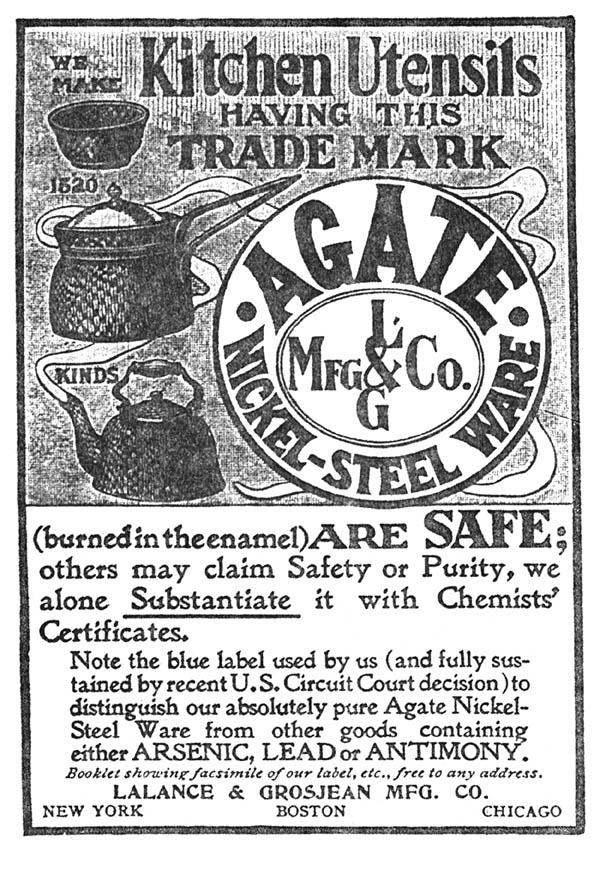 WE MAKE
Kitchen Utensils
HAVING THIS
TRADE MARK
1520
KINDS
AGATE
NICKEL-STEEL WARE
L
MFG & CO.
G
(burned in the enamel) ARE SAFE;
others may claim Safety or Purity, we
alone Substantiate it with Chemists'
Certificates.
Note the blue label used by us (and fully sus-
tained by recent U. S. Circuit Court decision) to
distinguish our absolutely pure Agate Nickel-
Steel Ware from other goods containing
either ARSENIC, LEAD or ANTIMONY.
Booklet showing facsimile of our label, etc., free to any address.
LALANCE & GROSJEAN MFG. CO.
NEW YORK BOSTON CHICAGO